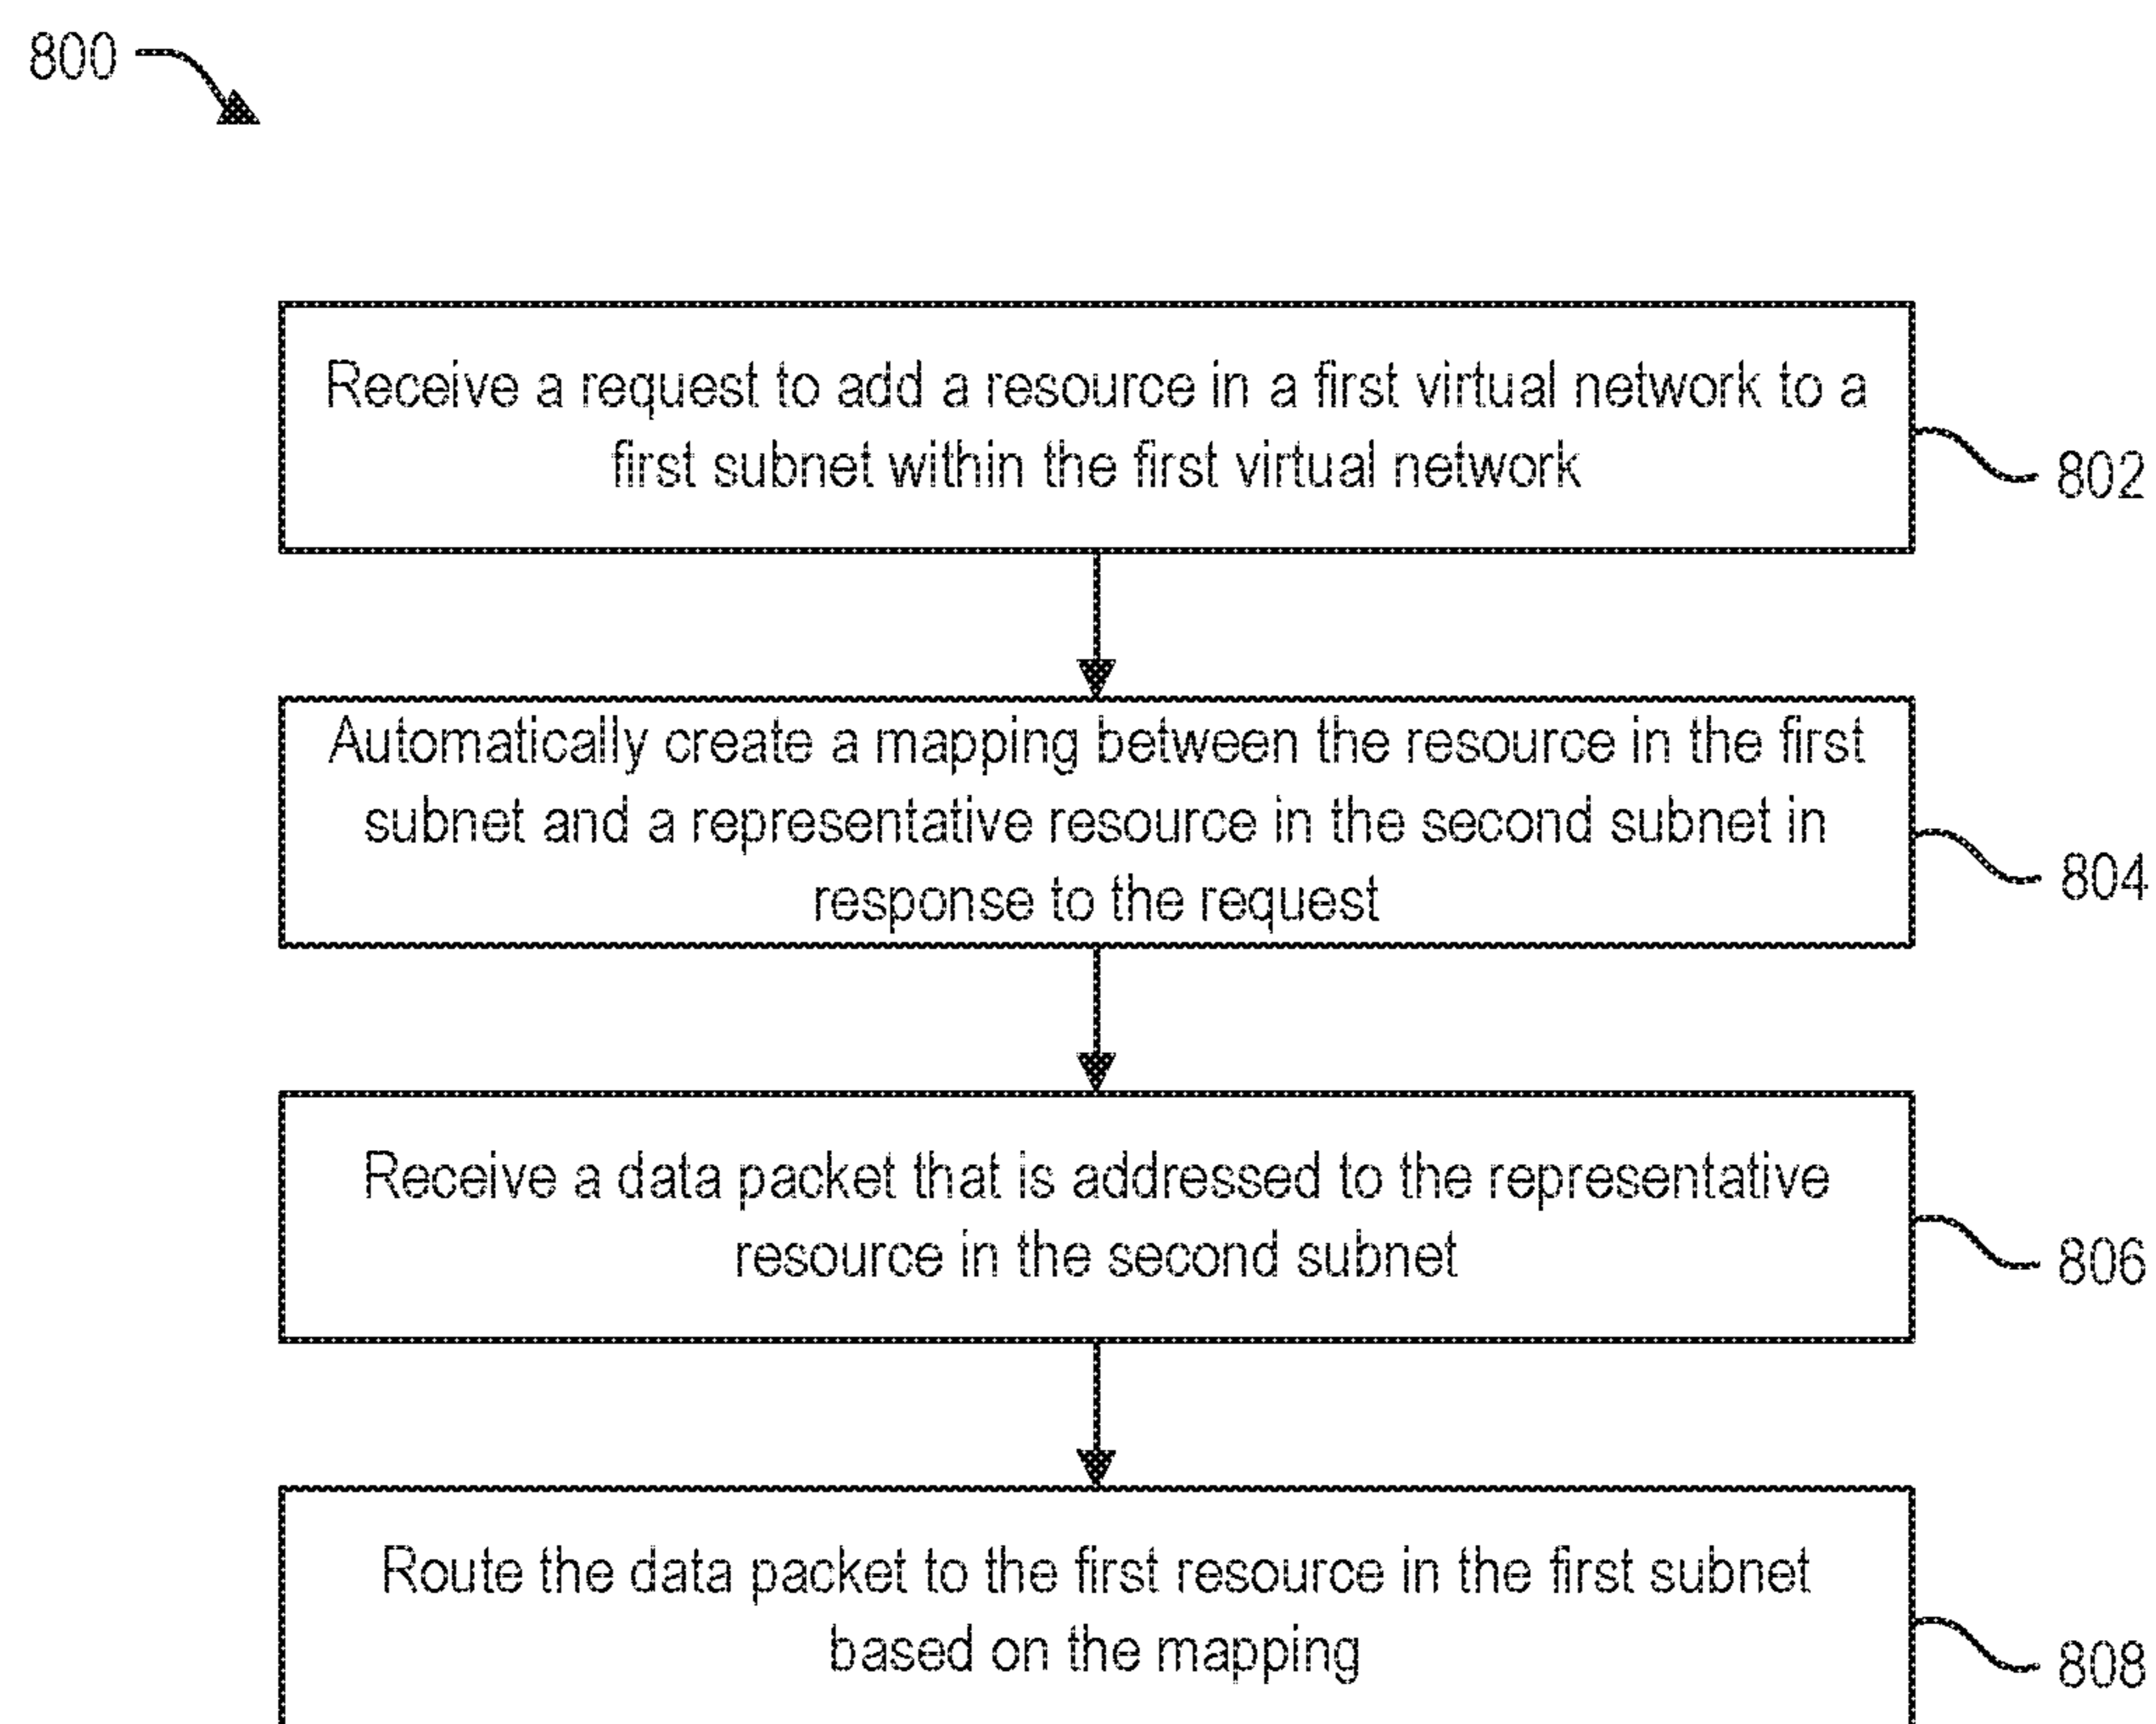 800
Receive a request to add a resource in a first virtual network to a
first subnet within the first virtual network
802
Automatically create a mapping between the resource in the first
subnet and a representative resource in the second subnet in
response to the request
804
Receive a data packet that is addressed to the representative
resource in the second subnet
806
Route the data packet to the first resource in the first subnet
based on the mapping
808